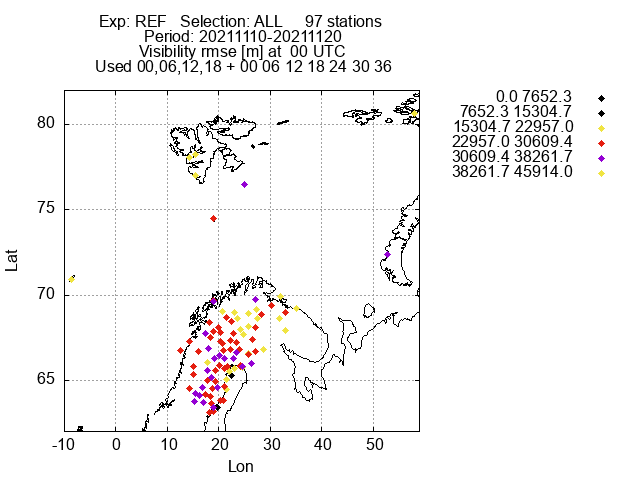 Exp: REF Selection: ALL 97 stations
Period: 20211110-20211120
Visibility rmse [m] at 00 UTC
Used 00,06,12,18 + 00 06 12 18 24 30 36
0.0 7652.3
7652.3 15304.7
15304.7 22957.0
22957.0 30609.4
30609.4 38261.7
38261.7 45914.0
80
75
70
65
Lat
-10 0 10 20 30 40 50
Lon